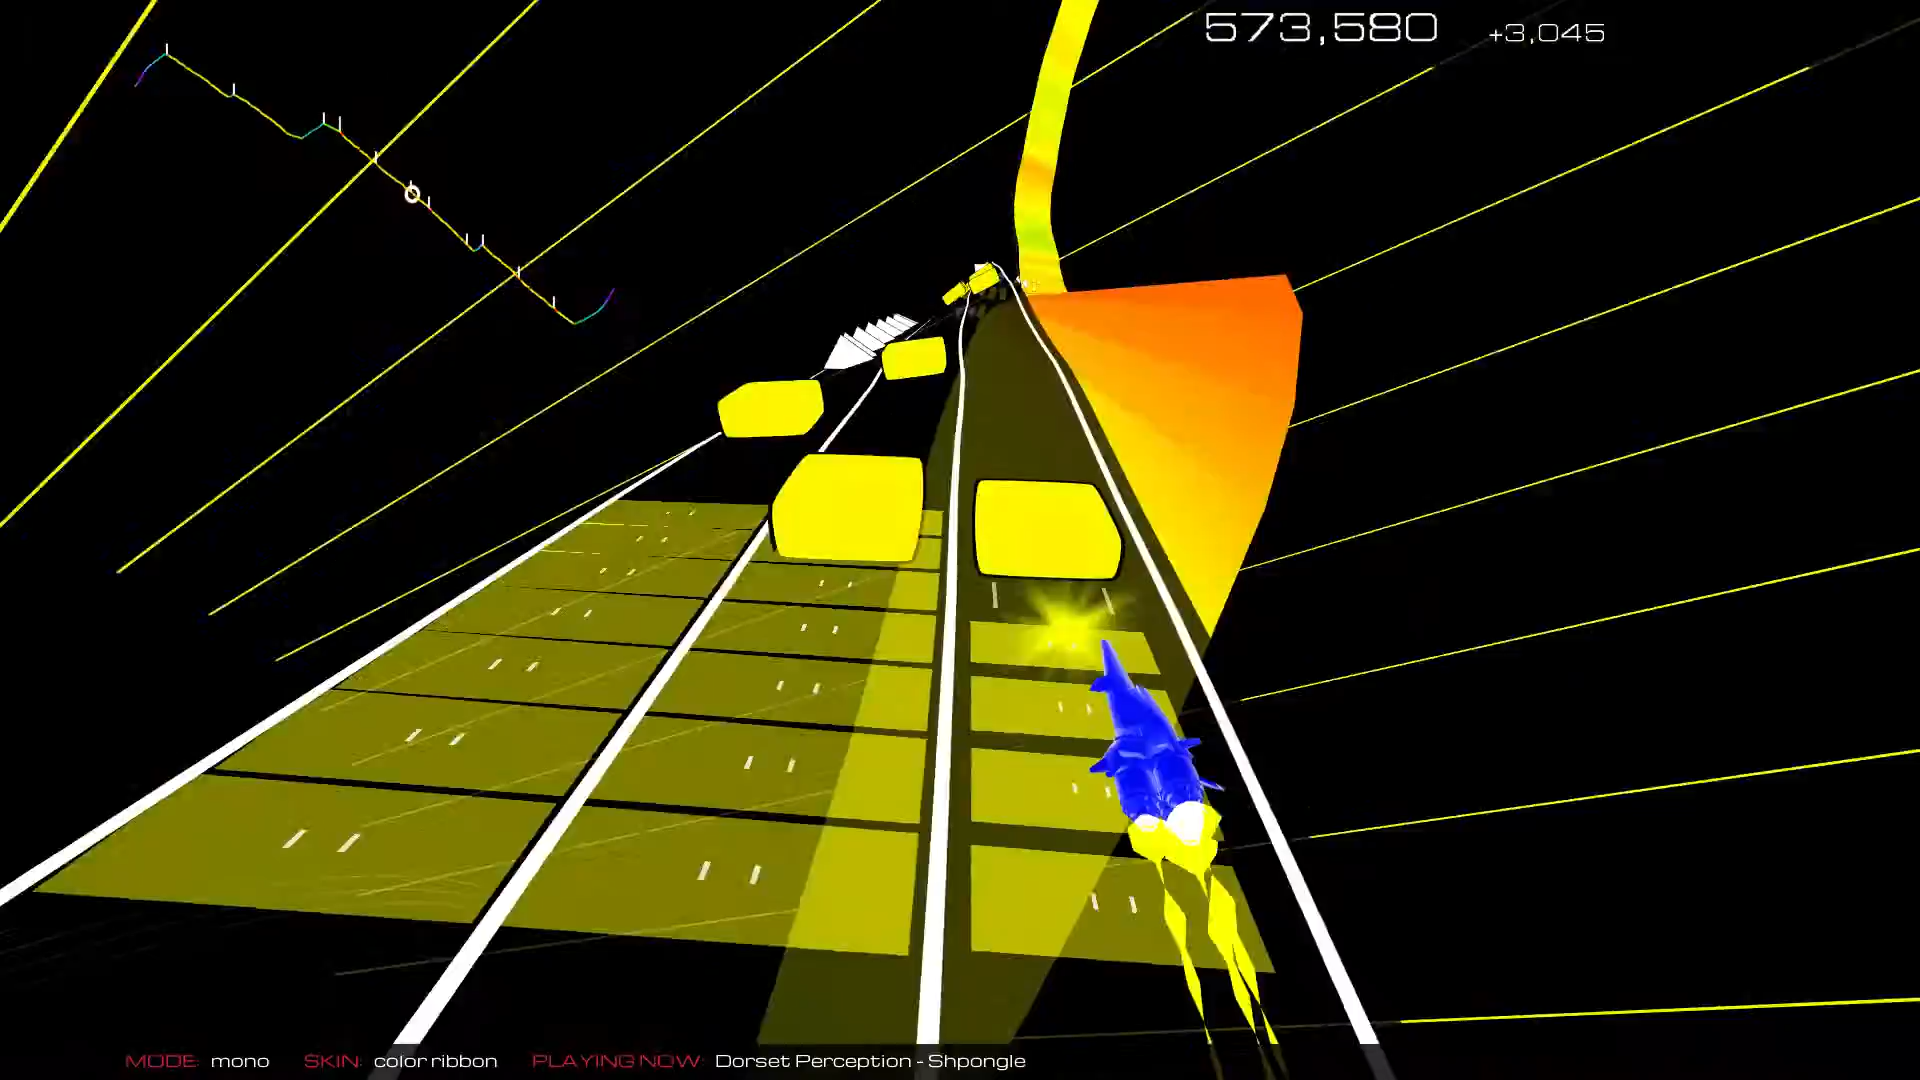 573,580 +3,045
MODE: mono SKIN: color ribbon PLAYING NOW: Dorset Perception - Shpongle